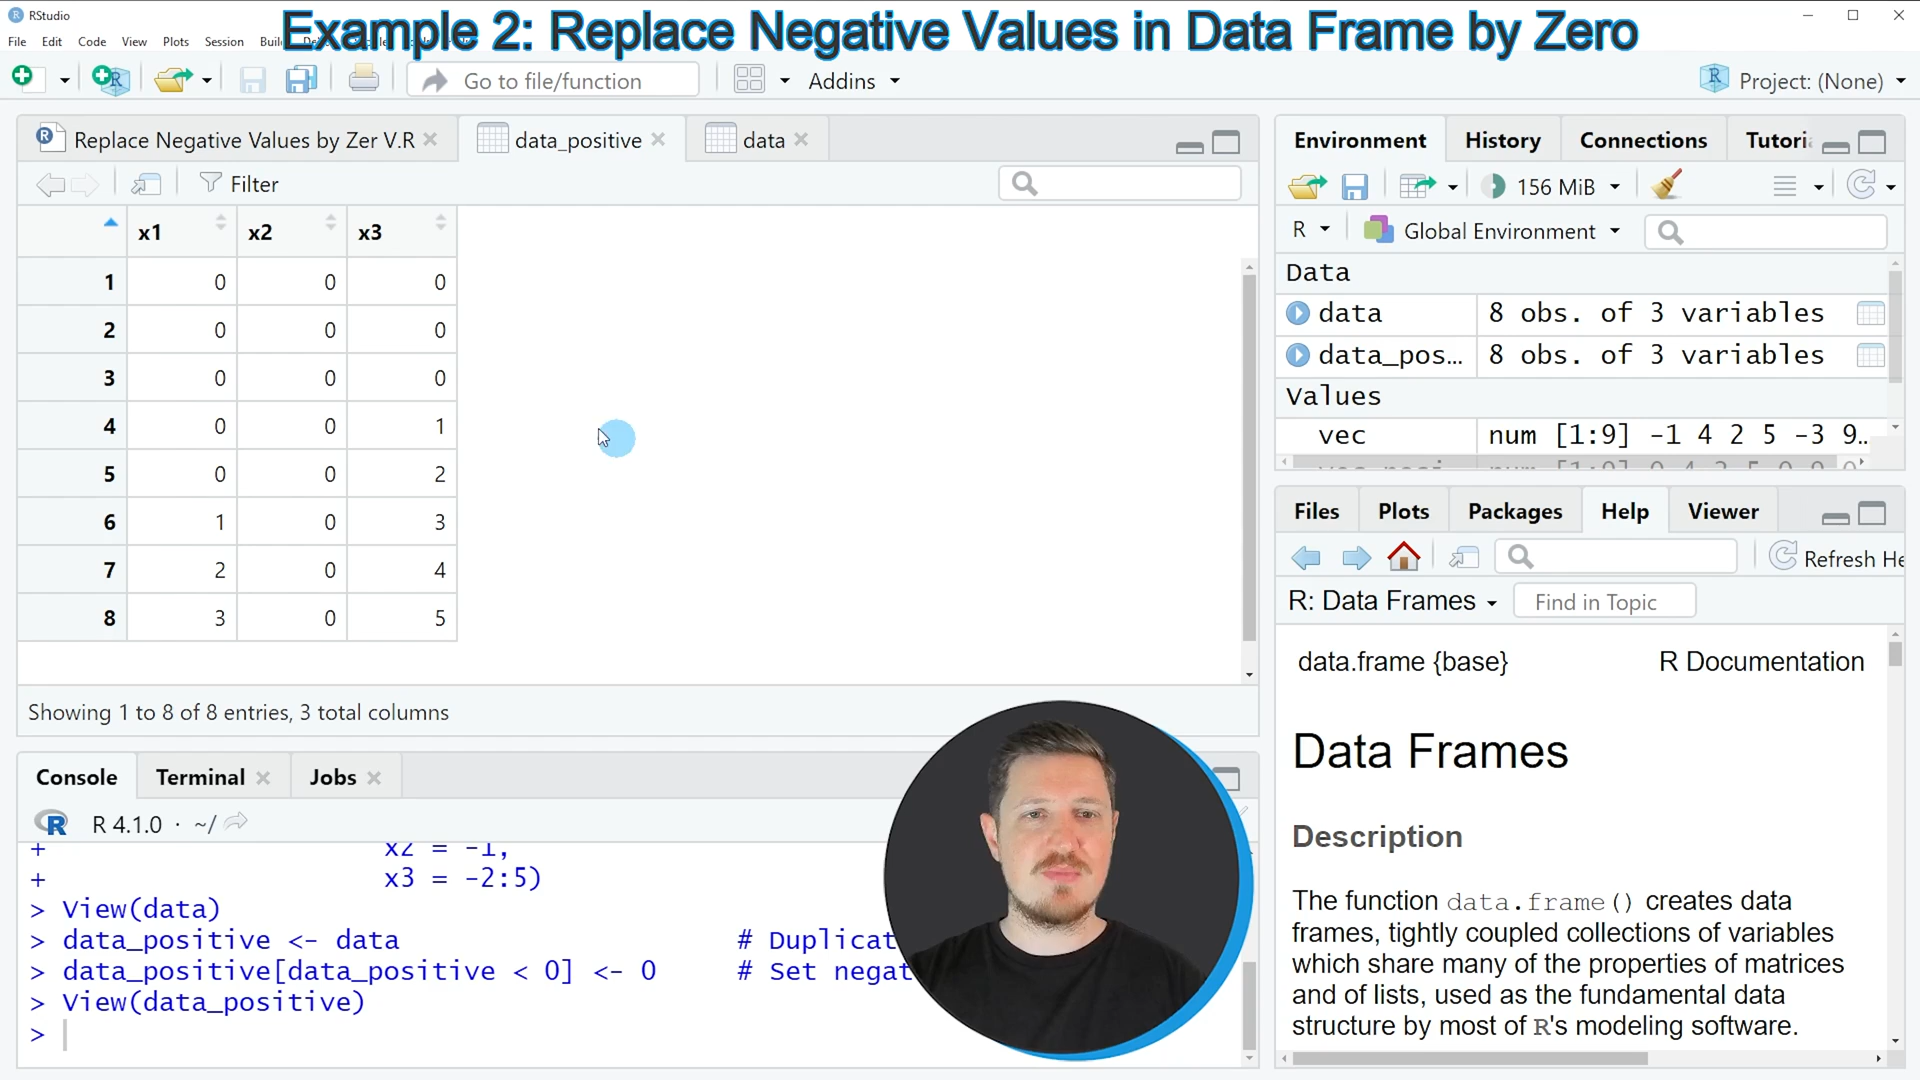 RStudio
Example 2: Replace Negative Values in Data Frame by Zero
File Edit Code View Plots Session
Go to file/function
Addins
Project: (None)
Replace Negative Values by Zer V.R
data_positive
data
Filter
x1 x2 x3
1 0 0 0
2 0 0 0
3 0 0 0
4 0 0 1
5 0 0 2
6 1 0 3
7 2 0 4
8 3 0 5
Showing 1 to 8 of 8 entries, 3 total columns
Console Terminal Jobs
R 4.1.0 · ~/
+ x2 = -1,
+ x3 = -2:5)
> View(data)
> data_positive <- data # Duplicat
> data_positive[data_positive < 0] <- 0 # Set negat
> View(data_positive)
>
Environment History Connections Tutori
156 MiB
R Global Environment
Data
data 8 obs. of 3 variables
data_pos… 8 obs. of 3 variables
Values
vec num [1:9] -1 4 2 5 -3 9…
Files Plots Packages Help Viewer
Refresh He
R: Data Frames Find in Topic
data.frame {base} R Documentation
Data Frames
Description
The function data.frame() creates data
frames, tightly coupled collections of variables
which share many of the properties of matrices
and of lists, used as the fundamental data
structure by most of R's modeling software.